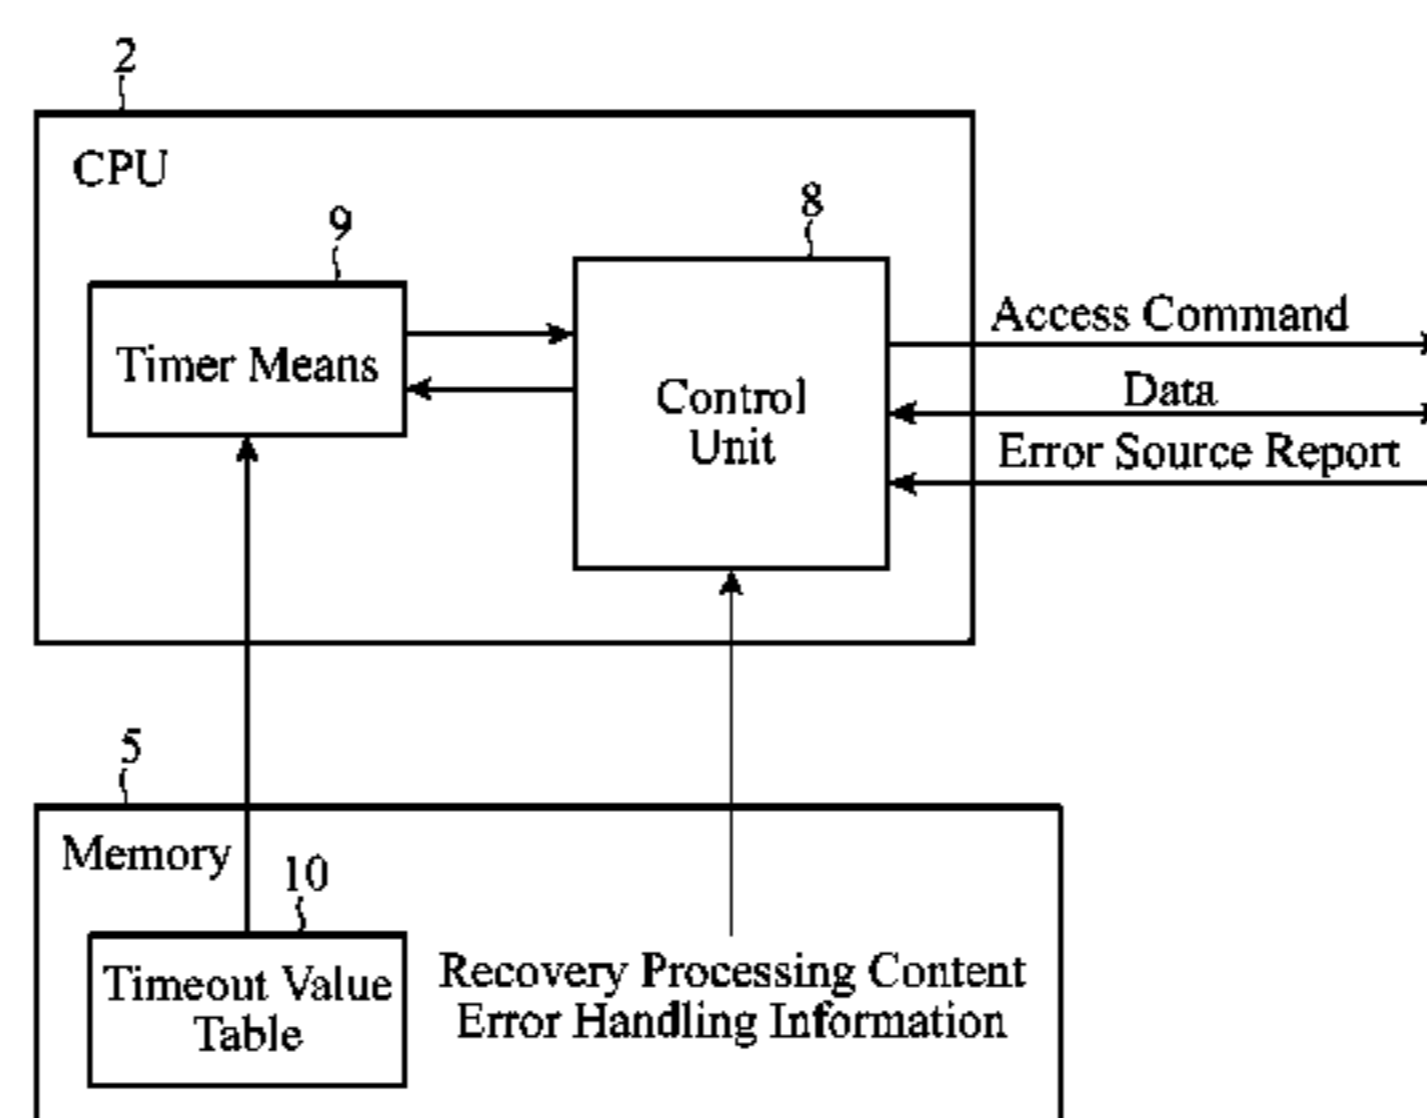 2
CPU
9
8
Timer Means
Control
Unit
Access Command
Data
Error Source Report
5
Memory
10
Timeout Value
Table
Recovery Processing Content
Error Handling Information